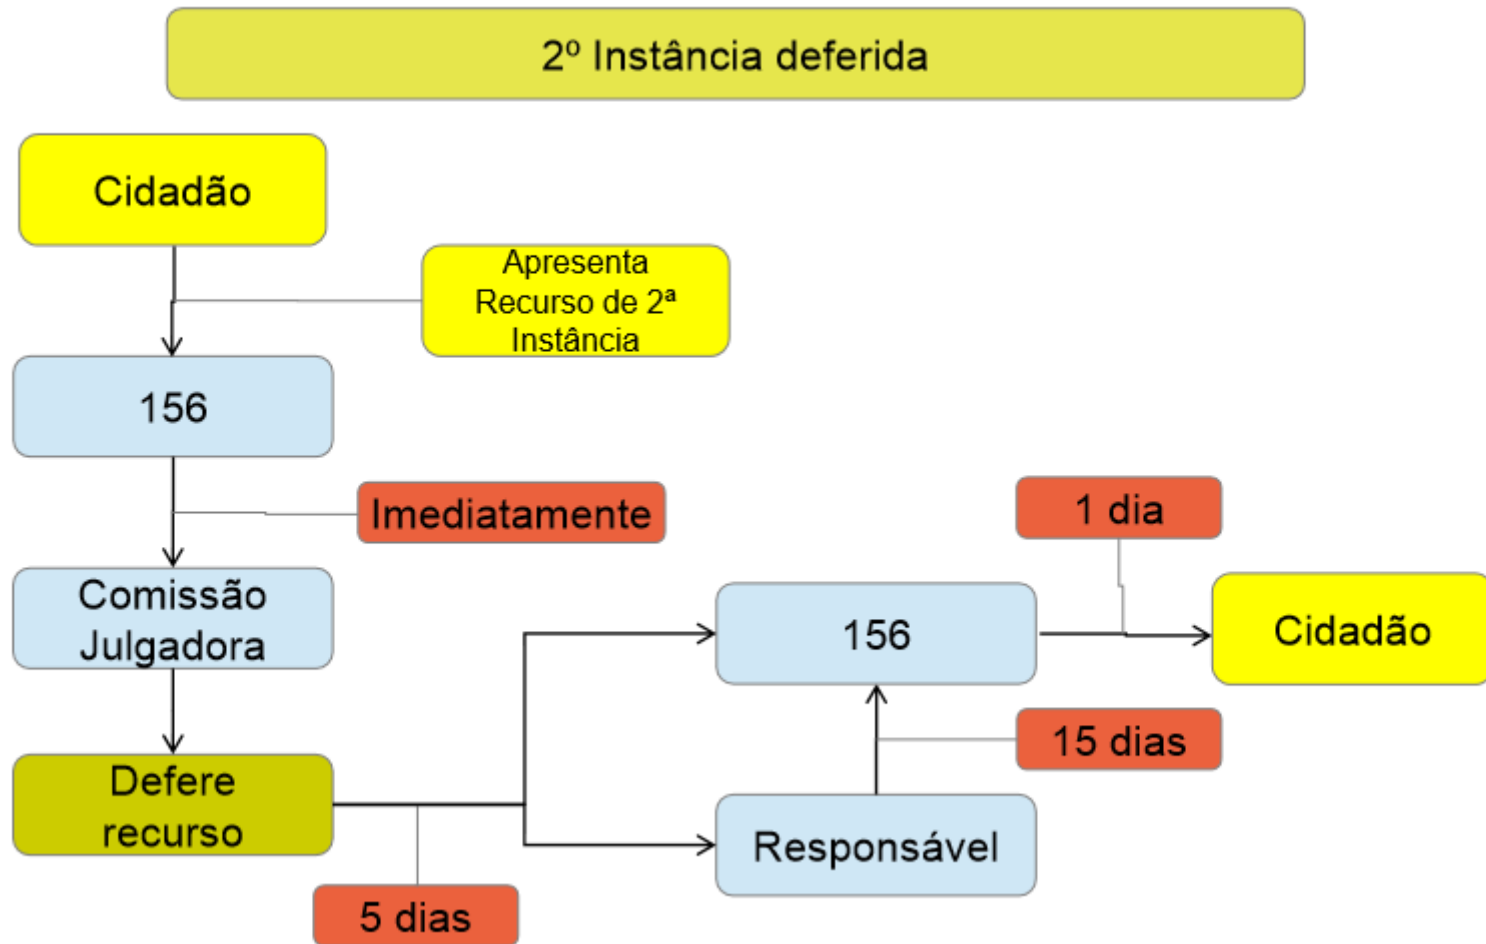 2º Instância deferida
Cidadão
Apresenta
Recurso de 2ª
Instância
156
Imediatamente
1 dia
Comissão
Julgadora
156
Cidadão
15 dias
Defere
recurso
Responsável
5 dias